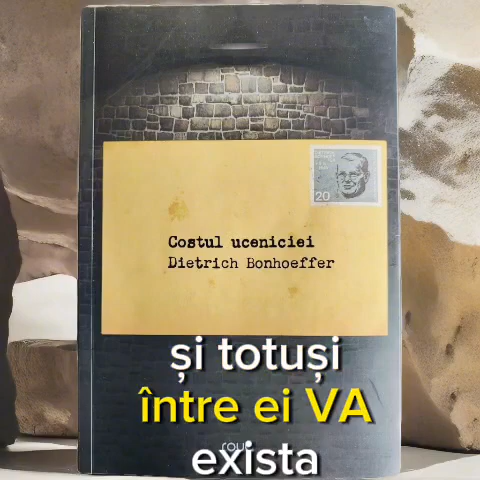 20
Costul uceniciei
Dietrich Bonhoeffer
și totuși
între ei VA
exista